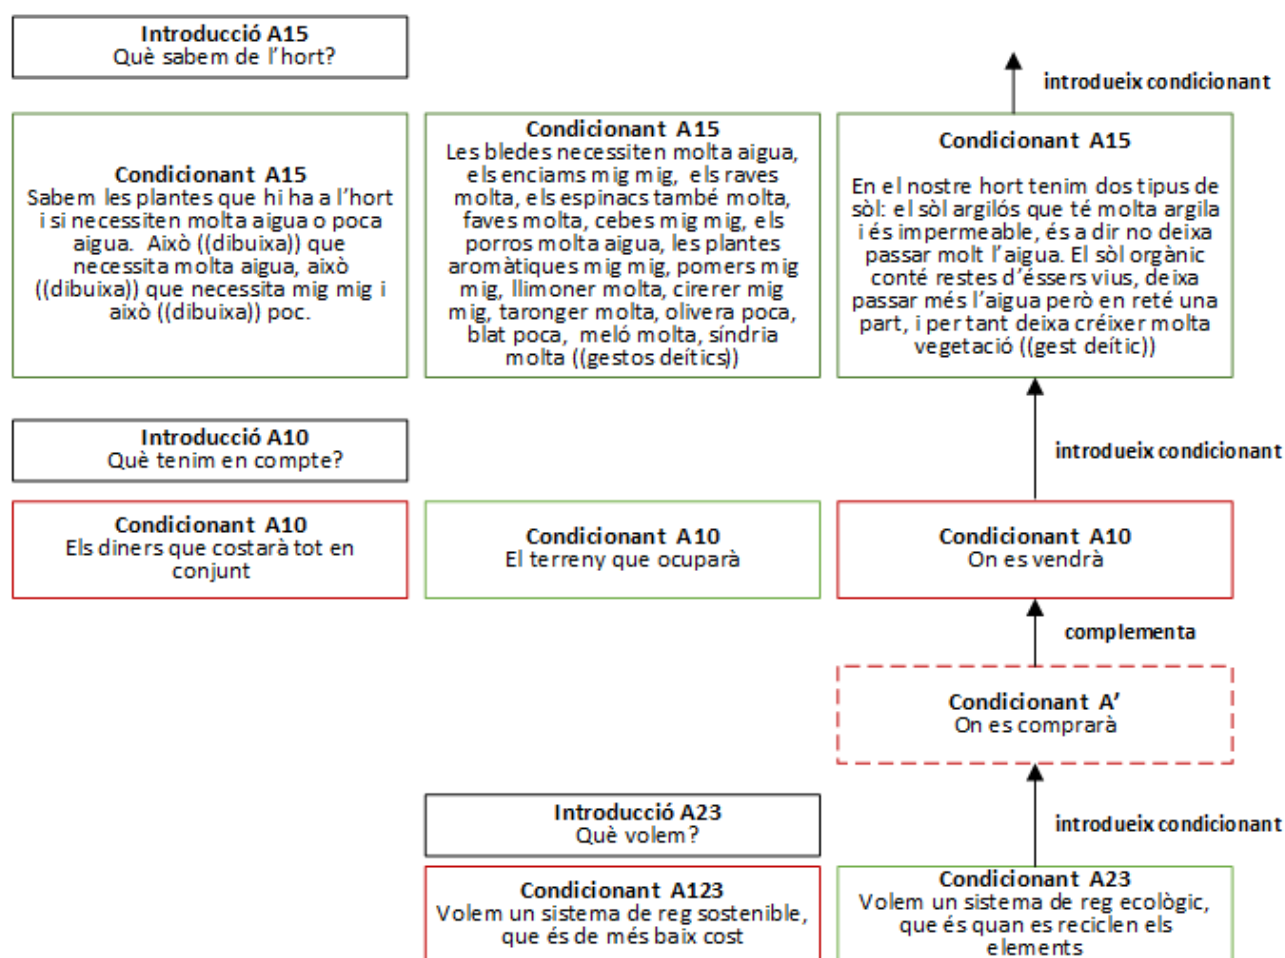 Introducció A15
Què sabem de l'hort?
introdueix condicionant
Condicionant A15
Sabem les plantes que hi ha a l'hort
i si necessiten molta aigua o poca
aigua. Això ((dibuixa)) que
necessita molta aigua, això
((dibuixa)) que necessita mig mig i
això ((dibuixa)) poc.
Condicionant A15
Les bledes necessiten molta aigua,
els enciams mig mig, els raves
molta, els espinacs també molta,
faves molta, cebes mig mig, els
porros molta aigua, les plantes
aromàtiques mig mig, pomers mig
mig, llimoner molta, cirerer mig
mig, taronger molta, olivera poca,
blat poca, meló molta, síndria
molta ((gestos deítics))
Condicionant A15
En el nostre hort tenim dos tipus de
sòl: el sòl argilós que té molta argila
i és impermeable, és a dir no deixa
passar molt l'aigua. El sòl orgànic
conté restes d'éssers vius, deixa
passar més l'aigua però en reté una
part, i per tant deixa créixer molta
vegetació ((gest deític))
Introducció A10
Què tenim en compte?
introdueix condicionant
Condicionant A10
Els diners que costarà tot en
conjunt
Condicionant A10
El terreny que ocuparà
Condicionant A10
On es vendrà
complementa
Condicionant A'
On es comprarà
Introducció A23
Què volem?
introdueix condicionant
Condicionant A123
Volem un sistema de reg sostenible,
que és de més baix cost
Condicionant A23
Volem un sistema de reg ecològic,
que és quan es reciclen els
elements